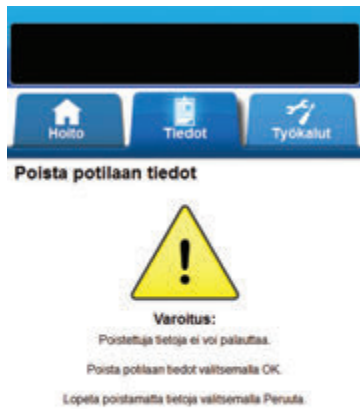 Hoito
Tiedot
Työkalut
Poista potilaan tiedot
Varoitus:
Poistettuja tietoja ei voi palauttaa.
Poista potilaan tiedot valitsemalla OK.
Lopeta poistamatta tietoja valitsemalla Peruuta.